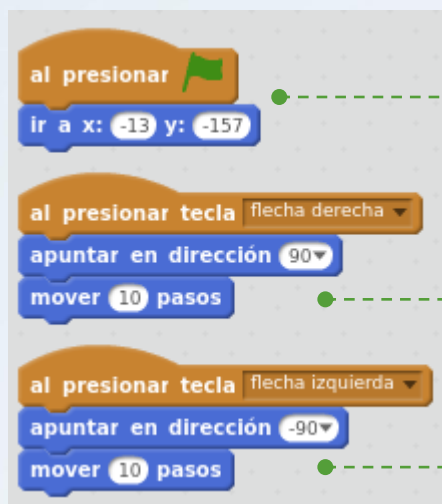 al presionar
ir a x: -13 y: -157
al presionar tecla flecha derecha
apuntar en dirección 90
mover 10 pasos
al presionar tecla flecha izquierda
apuntar en dirección -90
mover 10 pasos